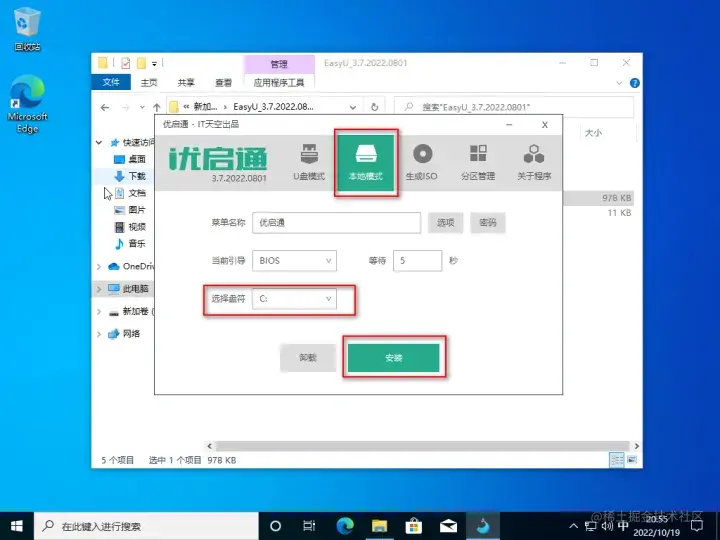 回收站
Microsoft
Edge
管理
EasyU_3.7.2022.0801
文件
主页
共享
查看
应用程序工具
« 新加... › EasyU_3.7.2022.08...
搜索"EasyU_3.7.2022.0801"
优启通 - IT天空出品
X
大小
优启通
3.7.2022.0801
U盘模式
本地模式
生成ISO
分区管理
关于程序
快速访问
桌面
下载
文档
图片
视频
音乐
OneDriv
此电脑
新加卷 (
网络
978 KB
11 KB
菜单名称
优启通
选项
密码
当前引导
BIOS
等待
5
秒
选择盘符
C:
卸载
安装
5 个项目
选中 1 个项目 978 KB
在此键入进行搜索
中
20:55
2022/10/19
@稀土掘金技术社区